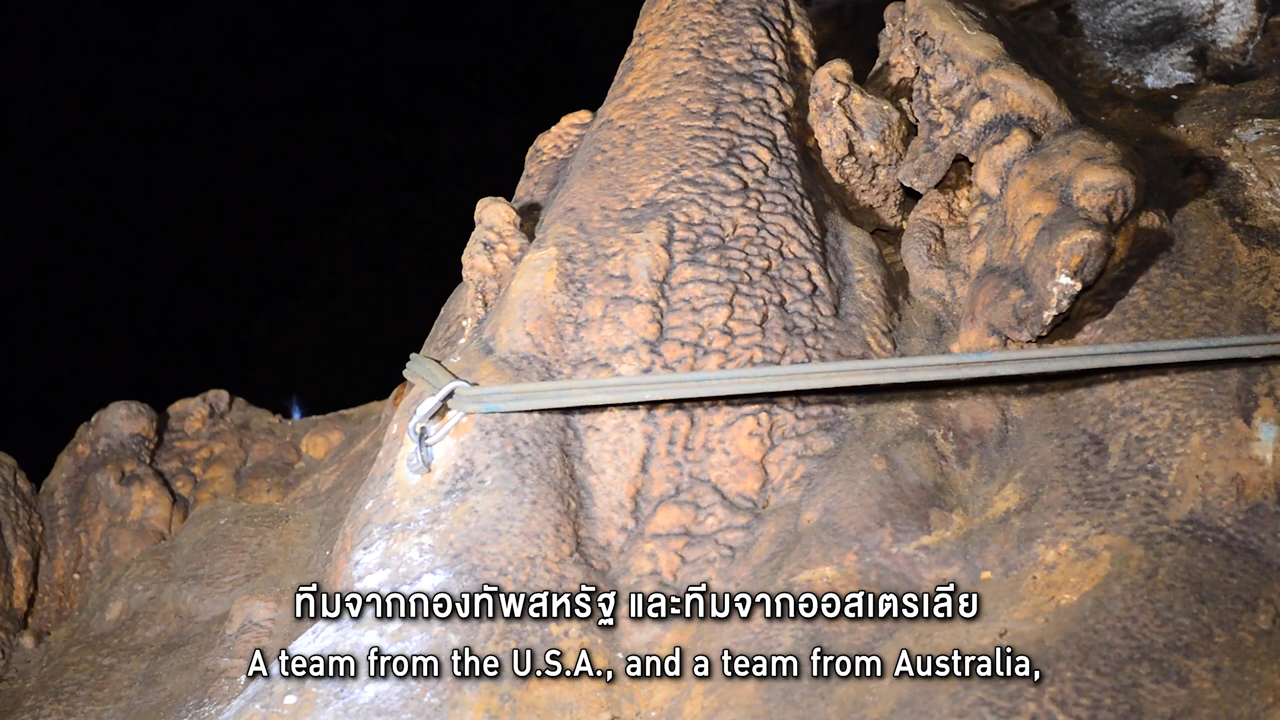 ทีมจากกองทัพสหรัฐ และทีมจากออสเตรเลีย
A team from the U.S.A., and a team from Australia,